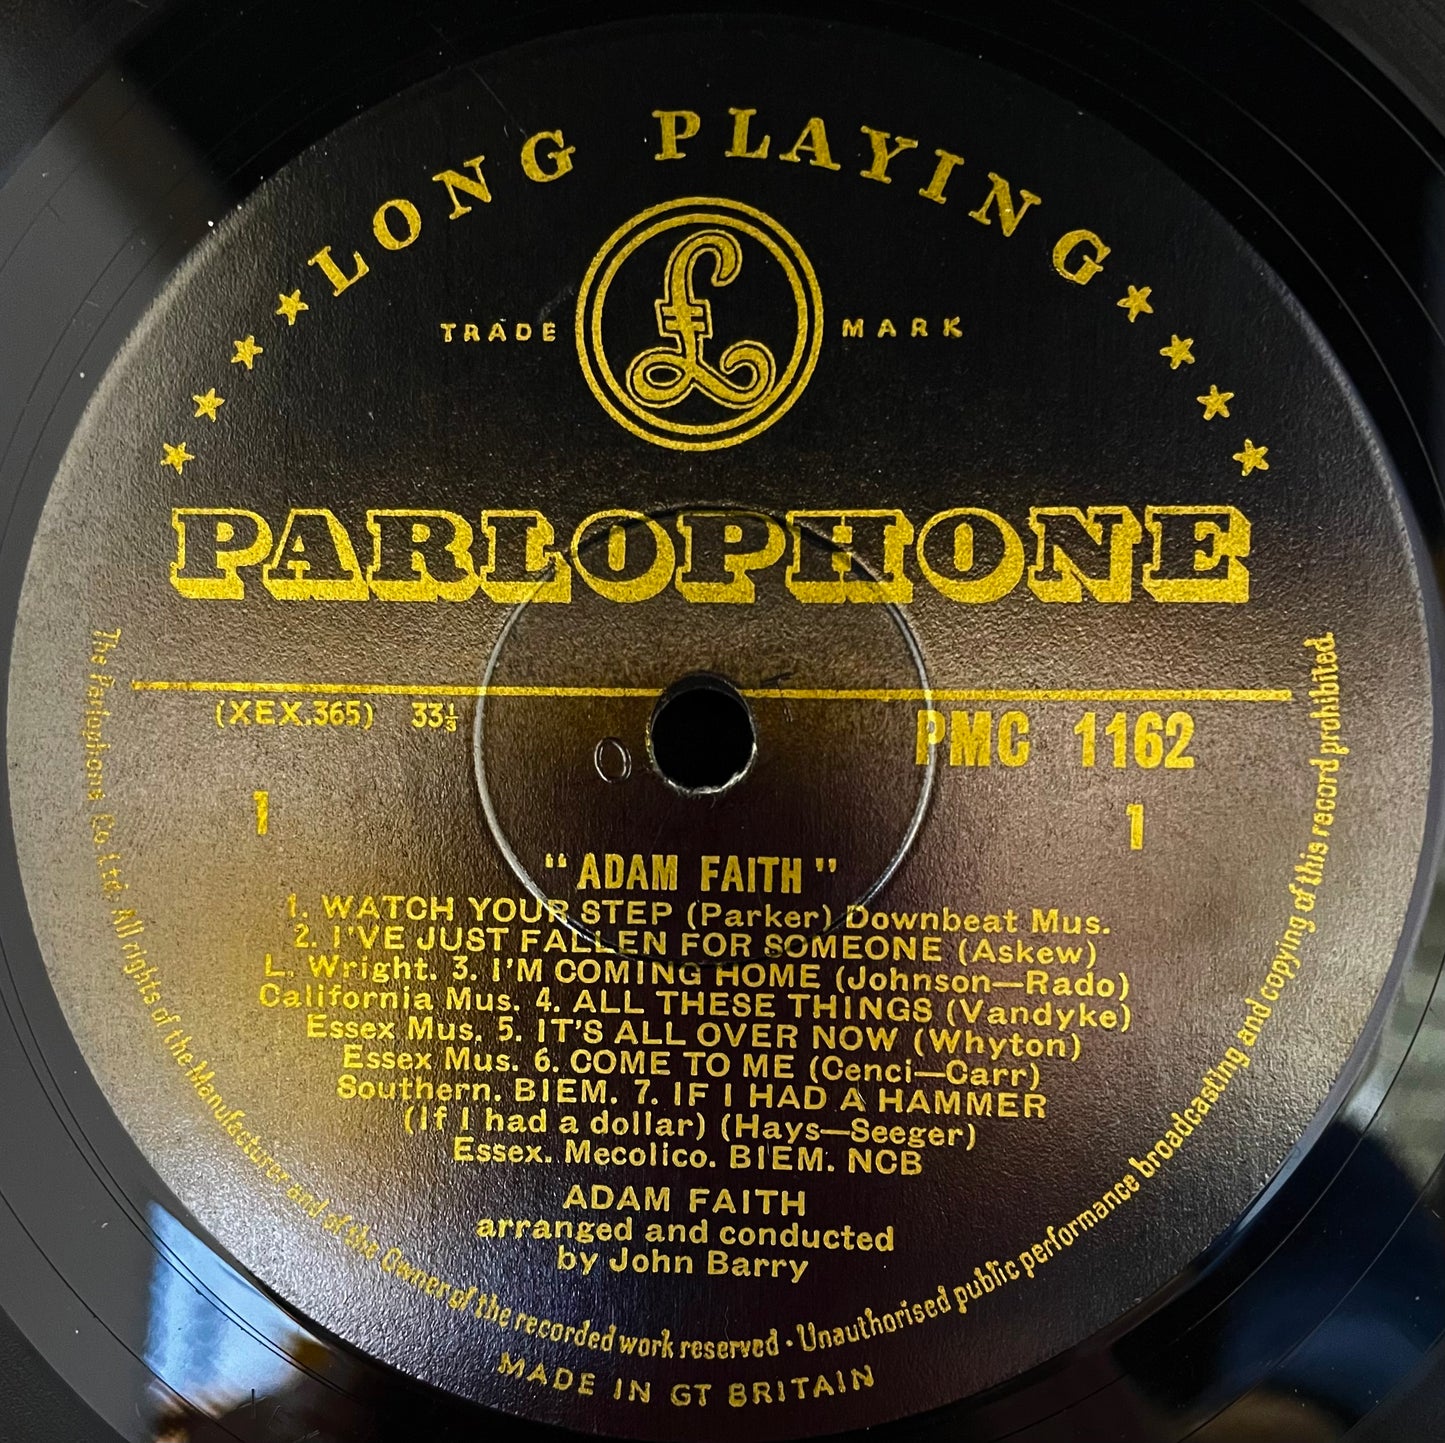 LONG PLAYING
TRADE £ MARK
PARLOPHONE
(XEX.365) 33⅓
PMC 1162
1
1
O
"ADAM FAITH"
1. WATCH YOUR STEP (Parker) Downbeat Mus.
2. I'VE JUST FALLEN FOR SOMEONE (Askew)
L. Wright. 3. I'M COMING HOME (Johnson—Rado)
California Mus. 4. ALL THESE THINGS (Vandyke)
Essex Mus. 5. IT'S ALL OVER NOW (Whyton)
Essex Mus. 6. COME TO ME (Cenci—Carr)
Southern. BIEM. 7. IF I HAD A HAMMER
(If I had a dollar) (Hays—Seeger)
Essex. Mecolico. BIEM. NCB
ADAM FAITH
arranged and conducted
by John Barry
The Parlophone Co. Ltd. All rights of the Manufacturer and of the Owner of the recorded work reserved · Unauthorised public performance broadcasting and copying of this record prohibited.
MADE IN GT BRITAIN